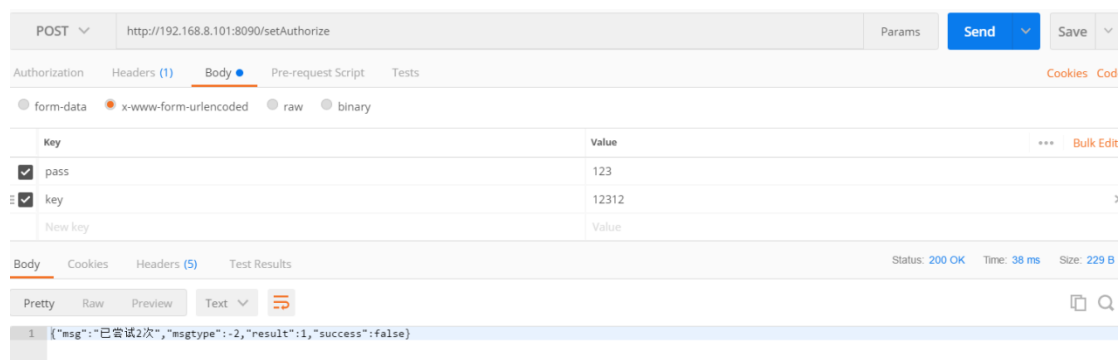 POST http://192.168.8.101:8090/setAuthorize Params Send Save
Authorization Headers (1) Body Pre-request Script Tests Cookies Cod
form-data x-www-form-urlencoded raw binary
Key Value Bulk Edit
pass 123
key 12312
New key Value
Body Cookies Headers (5) Test Results Status: 200 OK Time: 38 ms Size: 229 B
Pretty Raw Preview Text
1 {"msg":"已尝试2次","msgtype":-2,"result":1,"success":false}